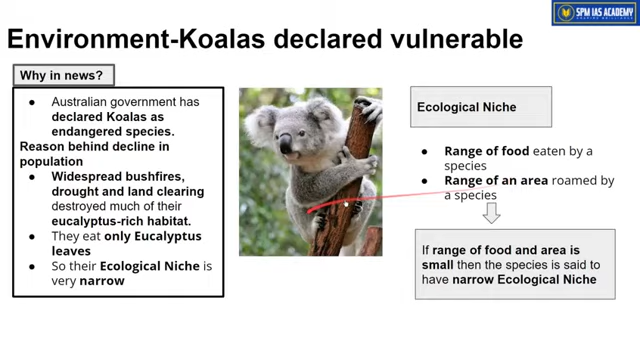 SPM IAS ACADEMY
Environment-Koalas declared vulnerable
Why in news?
● Australian government has
declared Koalas as
endangered species.
Reason behind decline in
population
● Widespread bushfires,
drought and land clearing
destroyed much of their
eucalyptus-rich habitat.
● They eat only Eucalyptus
leaves
● So their Ecological Niche is
very narrow
Ecological Niche
● Range of food eaten by a
species
● Range of an area roamed by
a species
If range of food and area is
small then the species is said to
have narrow Ecological Niche